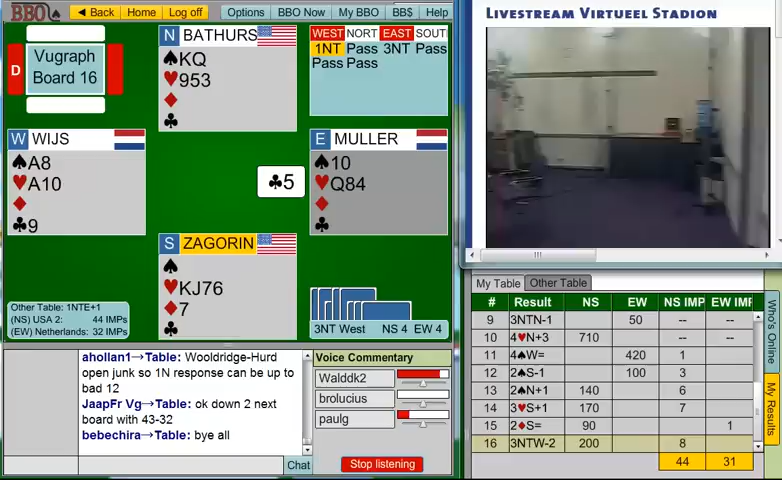 BBO
Back
Home
Log off
Options
BBO Now
My BBO
BB$
Help
LIVESTREAM VIRTUEEL STADION
D
Vugraph
Board 16
N BATHURS
♠KQ
♥953
♦
♣
WEST NORT EAST SOUT
1NT Pass 3NT Pass
Pass Pass
W WIJS
♠A8
♥A10
♦
♣9
♣5
E MULLER
♠10
♥Q84
♦
♣
S ZAGORIN
♠
♥KJ76
♦7
♣
Other Table: 1NTE+1
(NS) USA 2: 44 IMPs
(EW) Netherlands: 32 IMPs
3NT West NS 4 EW 4
ahollan1→Table: Wooldridge-Hurd
open junk so 1N response can be up to
bad 12
JaapFr Vg→Table: ok down 2 next
board with 43-32
bebechira→Table: bye all
Chat
Voice Commentary
Walddk2
brolucius
paulg
Stop listening
My Table Other Table
# Result NS EW NS IMP EW IMP
9 3NTN-1 50 -- --
10 4♥N+3 710 -- --
11 4♠W= 420 1
12 2♠S-1 100 3
13 2♠N+1 140 6
14 3♥S+1 170 7
15 2♦S= 90 1
16 3NTW-2 200 8
44 31
Who's Online
My Results